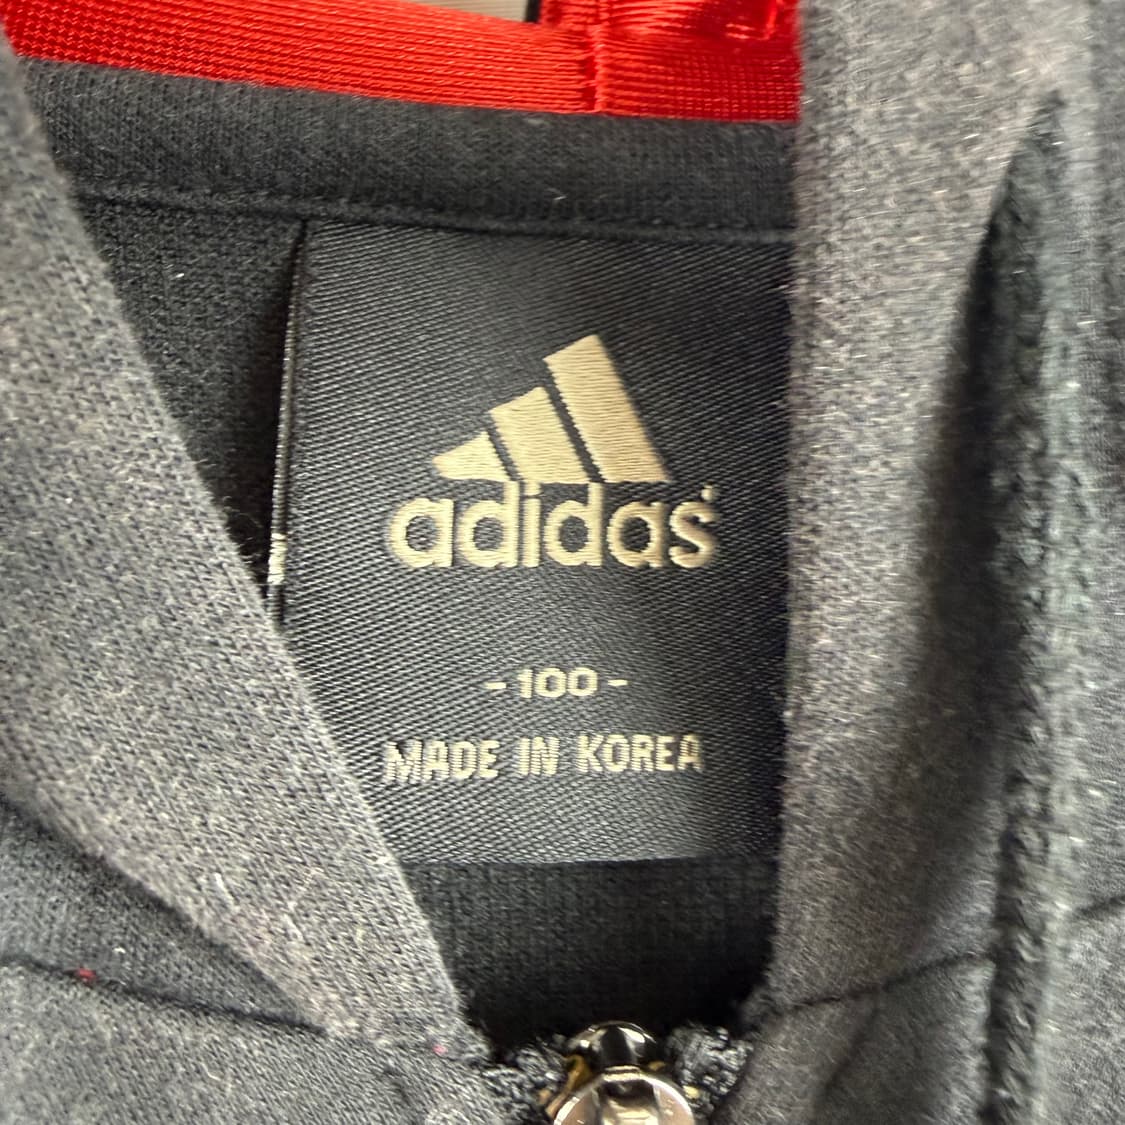 adidas
-100-
MADE IN KOREA